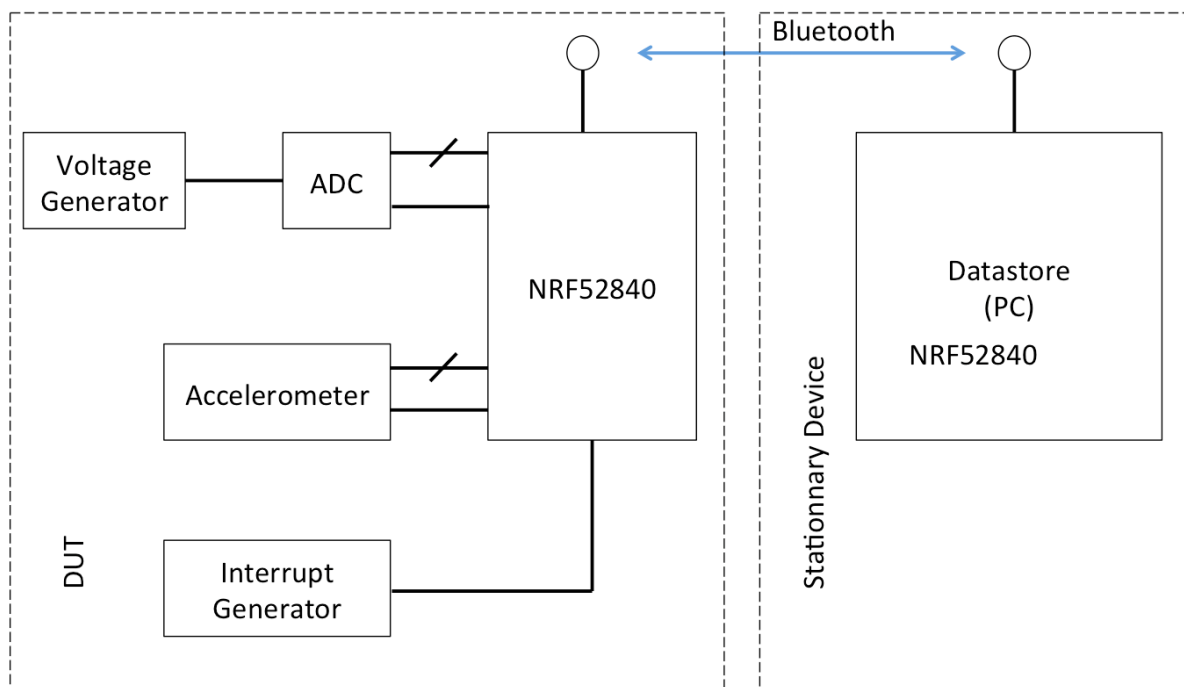 Bluetooth
Voltage
Generator
ADC
NRF52840
Accelerometer
Interrupt
Generator
DUT
Datastore
(PC)
NRF52840
Stationnary Device